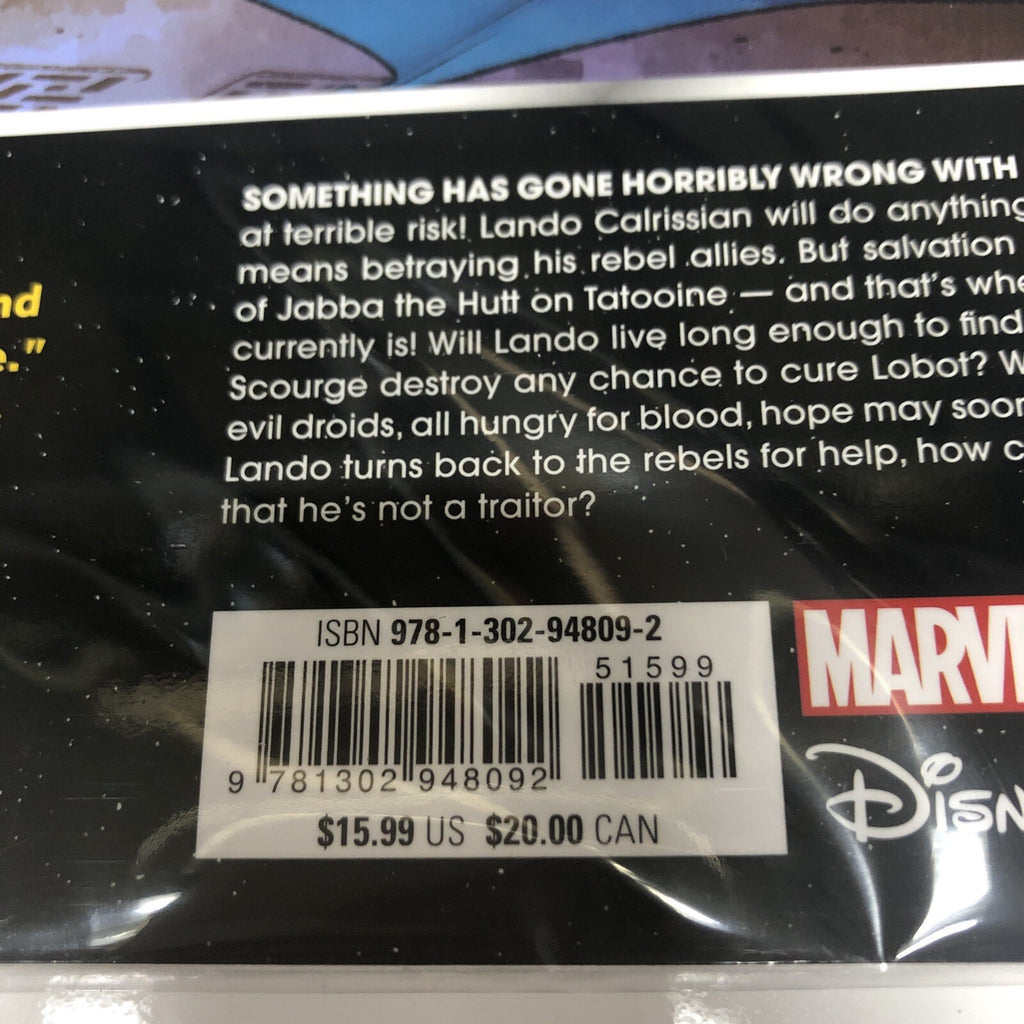 SOMETHING HAS GONE HORRIBLY WRONG WITH
at terrible risk! Lando Calrissian will do anything
means betraying his rebel allies. But salvation
of Jabba the Hutt on Tatooine — and that's whe
nd
currently is! Will Lando live long enough to find
e."
Scourge destroy any chance to cure Lobot? W
evil droids, all hungry for blood, hope may soon
Lando turns back to the rebels for help, how c
that he's not a traitor?
ISBN 978-1-302-94809-2
51599
9 781302 948092
$15.99 US $20.00 CAN
MARVE
DISN